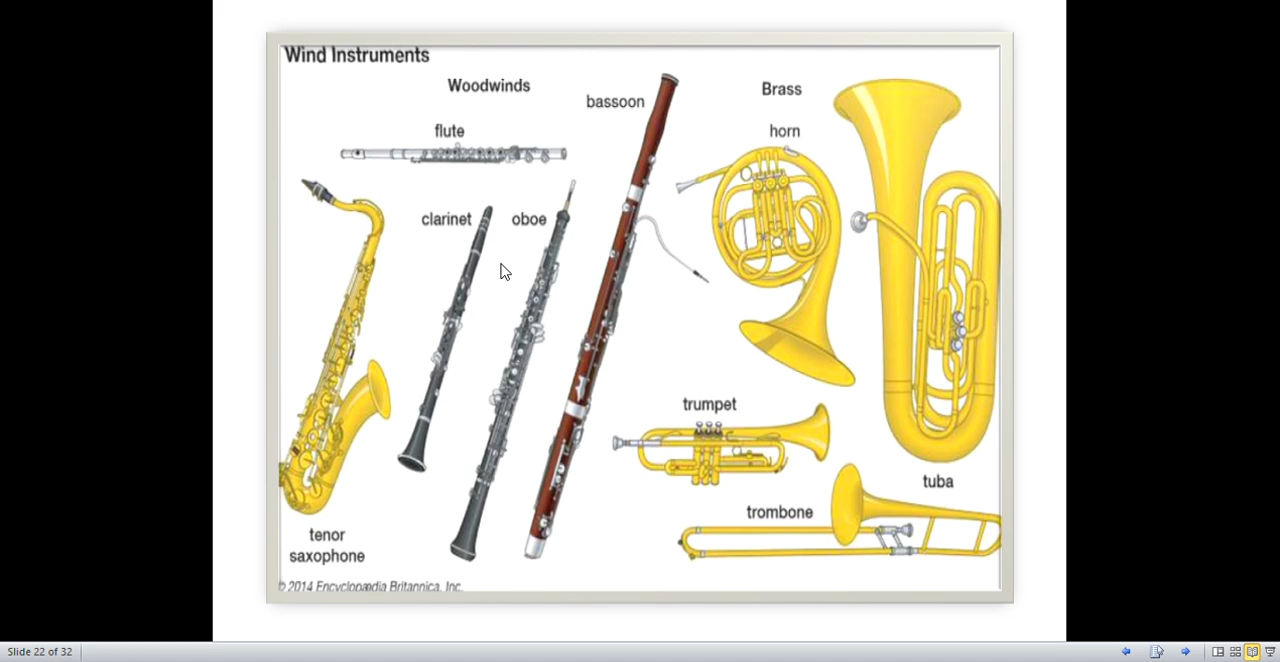 Wind Instruments
Woodwinds
Brass
bassoon
flute
horn
clarinet
oboe
trumpet
tuba
trombone
tenor
saxophone
© 2014 Encyclopædia Britannica, Inc.
Slide 22 of 32